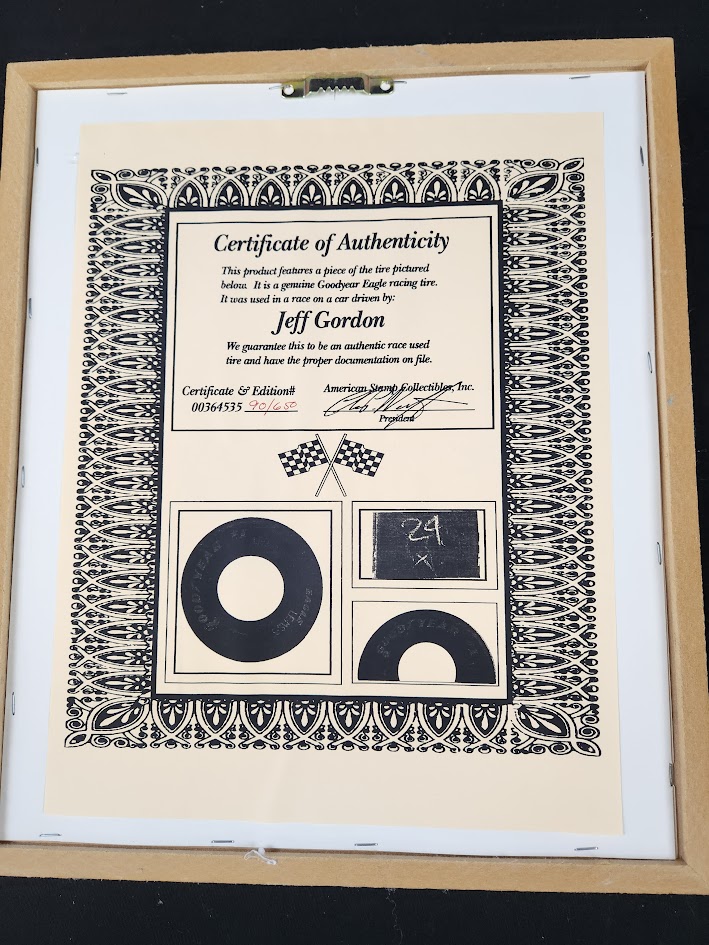 Certificate of Authenticity
This product features a piece of the tire pictured
below. It is a genuine Goodyear Eagle racing tire.
It was used in a race on a car driven by:
Jeff Gordon
We guarantee this to be an authentic race used
tire and have the proper documentation on file.
Certificate & Edition#
00364535 90/650
American Stamp Collectibles, Inc.
President
24
X
GOODYEAR
EAGLE
GOODYEAR